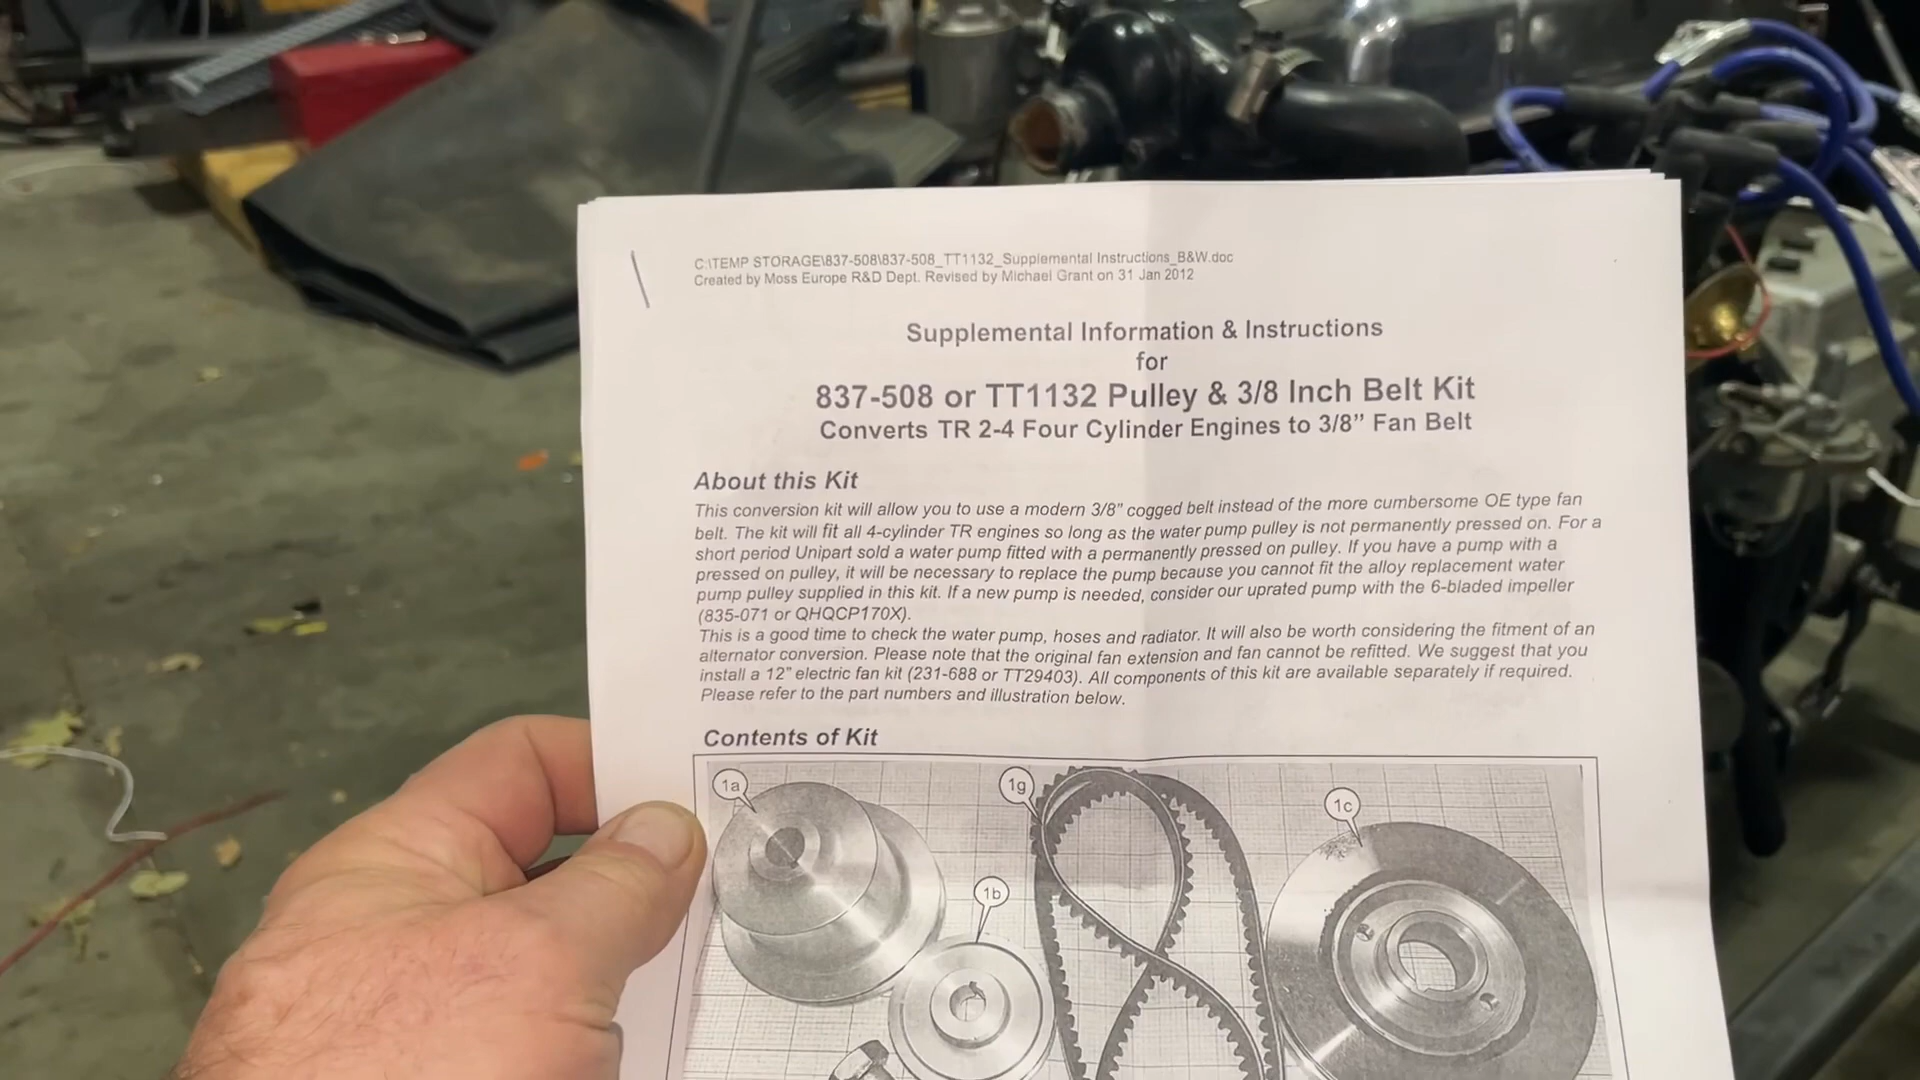 C:\TEMP STORAGE\837-508\837-508_TT1132_Supplemental Instructions_B&W.doc
Created by Moss Europe R&D Dept. Revised by Michael Grant on 31 Jan 2012
Supplemental Information & Instructions
for
837-508 or TT1132 Pulley & 3/8 Inch Belt Kit
Converts TR 2-4 Four Cylinder Engines to 3/8” Fan Belt
About this Kit
This conversion kit will allow you to use a modern 3/8” cogged belt instead of the more cumbersome OE type fan
belt. The kit will fit all 4-cylinder TR engines so long as the water pump pulley is not permanently pressed on. For a
short period Unipart sold a water pump fitted with a permanently pressed on pulley. If you have a pump with a
pressed on pulley, it will be necessary to replace the pump because you cannot fit the alloy replacement water
pump pulley supplied in this kit. If a new pump is needed, consider our uprated pump with the 6-bladed impeller
(835-071 or QHQCP170X).
This is a good time to check the water pump, hoses and radiator. It will also be worth considering the fitment of an
alternator conversion. Please note that the original fan extension and fan cannot be refitted. We suggest that you
install a 12” electric fan kit (231-688 or TT29403). All components of this kit are available separately if required.
Please refer to the part numbers and illustration below.
Contents of Kit
1a
1g
1c
1b